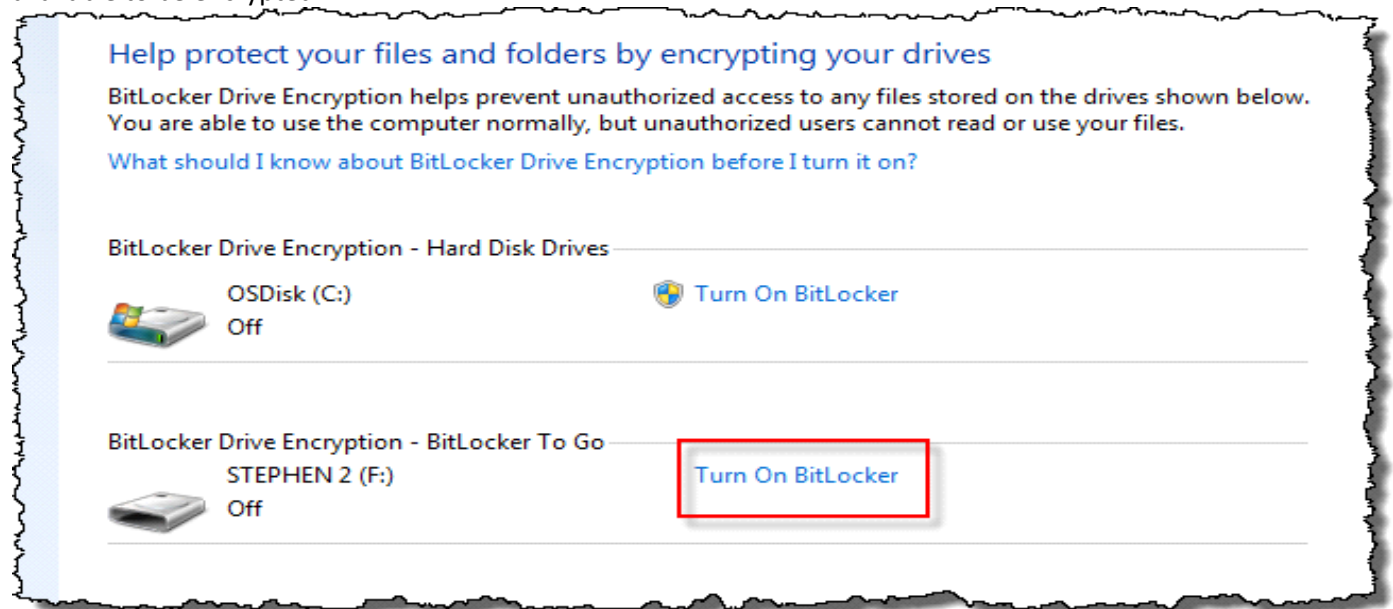 Help protect your files and folders by encrypting your drives
BitLocker Drive Encryption helps prevent unauthorized access to any files stored on the drives shown below.
You are able to use the computer normally, but unauthorized users cannot read or use your files.
What should I know about BitLocker Drive Encryption before I turn it on?
BitLocker Drive Encryption - Hard Disk Drives
OSDisk (C:)
Turn On BitLocker
Off
BitLocker Drive Encryption - BitLocker To Go
STEPHEN 2 (F:)
Turn On BitLocker
Off